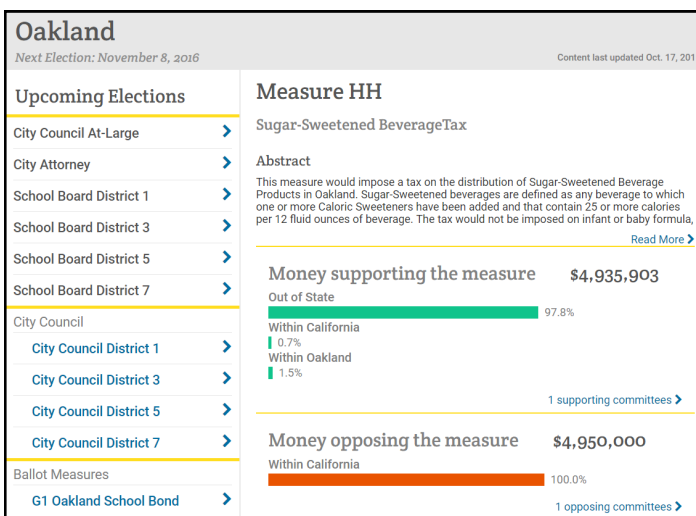 Oakland
Next Election: November 8, 2016
Content last updated Oct. 17, 201
Upcoming Elections
City Council At-Large
City Attorney
School Board District 1
School Board District 3
School Board District 5
School Board District 7
City Council
City Council District 1
City Council District 3
City Council District 5
City Council District 7
Ballot Measures
G1 Oakland School Bond
Measure HH
Sugar-Sweetened BeverageTax
Abstract
This measure would impose a tax on the distribution of Sugar-Sweetened Beverage
Products in Oakland. Sugar-Sweetened beverages are defined as any beverage to which
one or more Caloric Sweeteners have been added and that contain 25 or more calories
per 12 fluid ounces of beverage. The tax would not be imposed on infant or baby formula,
Read More
Money supporting the measure $4,935,903
Out of State
97.8%
Within California
0.7%
Within Oakland
1.5%
1 supporting committees
Money opposing the measure $4,950,000
Within California
100.0%
1 opposing committees